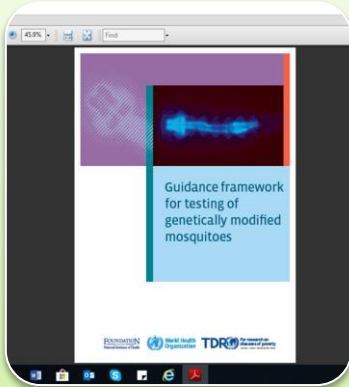 45.9%
Find
Guidance framework
for testing of
genetically modified
mosquitoes
FOUNDATION
World Health
Organization
TDR
for research on
diseases of poverty